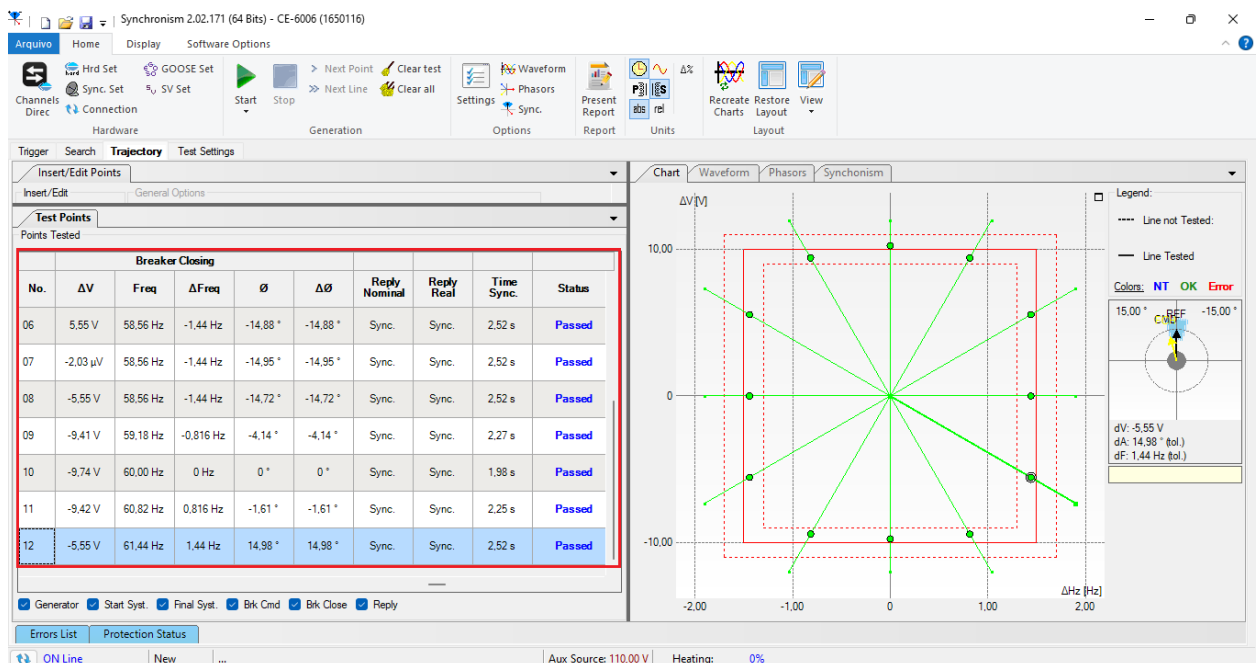 Synchronism 2.02.171 (64 Bits) - CE-6006 (1650116)
Arquivo Home Display Software Options
Channels Direc
Hrd Set GOOSE Set
Sync. Set SV Set
Connection
Hardware
Start Stop
Next Point Clear test
Next Line Clear all
Generation
Settings
Waveform
Phasors
Sync.
Options
Present Report
Report
Δ%
abs rel
Units
Recreate Charts Restore Layout View
Layout
Trigger Search Trajectory Test Settings
Insert/Edit Points
Insert/Edit General Options
Test Points
Points Tested
Breaker Closing
No. ΔV Freq ΔFreq Ø ΔØ Reply Nominal Reply Real Time Sync. Status
06 5,55 V 58,56 Hz -1,44 Hz -14,88 ° -14,88 ° Sync. Sync. 2,52 s Passed
07 -2,03 µV 58,56 Hz -1,44 Hz -14,95 ° -14,95 ° Sync. Sync. 2,52 s Passed
08 -5,55 V 58,56 Hz -1,44 Hz -14,72 ° -14,72 ° Sync. Sync. 2,52 s Passed
09 -9,41 V 59,18 Hz -0,816 Hz -4,14 ° -4,14 ° Sync. Sync. 2,27 s Passed
10 -9,74 V 60,00 Hz 0 Hz 0 ° 0 ° Sync. Sync. 1,98 s Passed
11 -9,42 V 60,82 Hz 0,816 Hz -1,61 ° -1,61 ° Sync. Sync. 2,25 s Passed
12 -5,55 V 61,44 Hz 1,44 Hz 14,98 ° 14,98 ° Sync. Sync. 2,52 s Passed
Generator Start Syst. Final Syst. Brk Cmd Brk Close Reply
Errors List Protection Status
Chart Waveform Phasors Synchonism
ΔV [V]
10,00
0
-10,00
-2,00 -1,00 0 1,00 2,00
ΔHz [Hz]
Legend:
Line not Tested:
Line Tested
Colors: NT OK Error
15,00 ° CMD REF -15,00 °
dV: -5,55 V
dA: 14,98 ° (tol.)
dF: 1,44 Hz (tol.)
ON Line New ... Aux Source: 110.00 V Heating: 0%